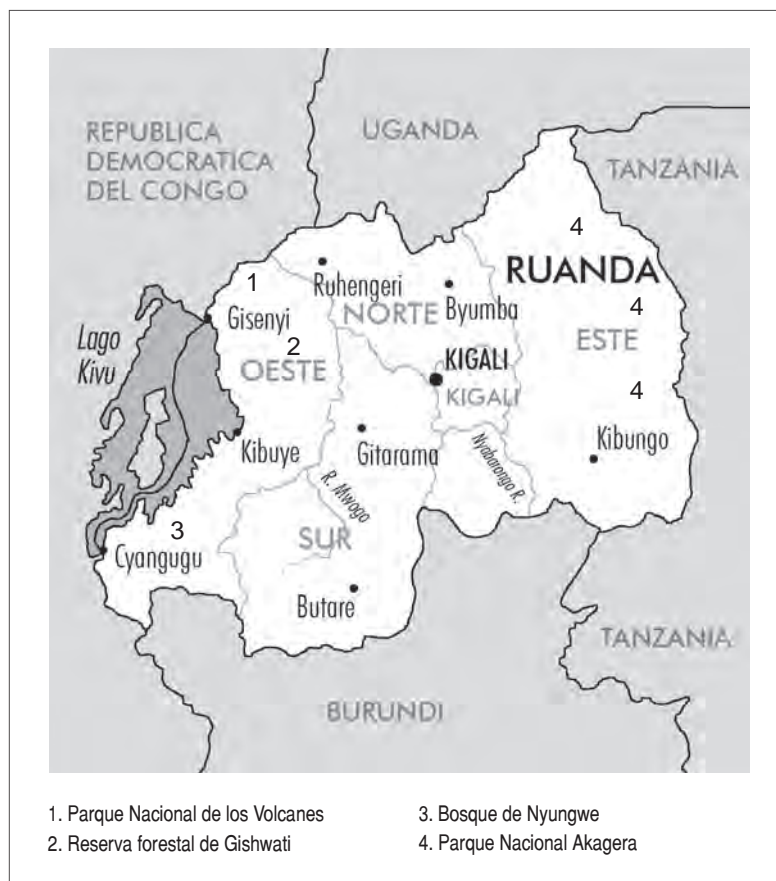 REPUBLICA
DEMOCRATICA
DEL CONGO
UGANDA
TANZANIA
4
RUANDA
1
Ruhengeri
NORTE
Byumba
4
Gisenyi
Lago
Kivu
2
OESTE
ESTE
KIGALI
KIGALI
4
Kibuye
Gitarama
Kibungo
R. Mwogo
Nyabarongo R.
3
Cyangugu
SUR
Butare
TANZANIA
BURUNDI
1. Parque Nacional de los Volcanes
2. Reserva forestal de Gishwati
3. Bosque de Nyungwe
4. Parque Nacional Akagera